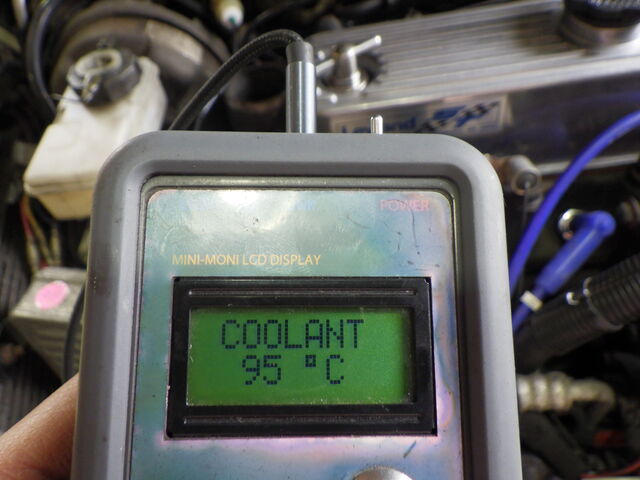 POWER
MINI-MONI LCD DISPLAY
COOLANT
95 °C